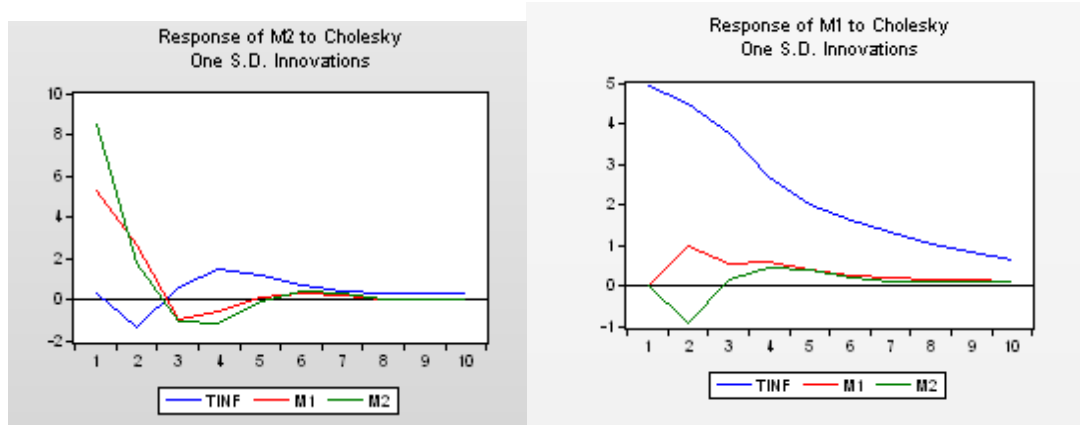 Response of M2 to Cholesky
One S.D. Innovations
10
8
6
4
2
0
-2
1 2 3 4 5 6 7 8 9 10
TINF M1 M2
Response of M1 to Cholesky
One S.D. Innovations
5
4
3
2
1
0
-1
1 2 3 4 5 6 7 8 9 10
TINF M1 M2